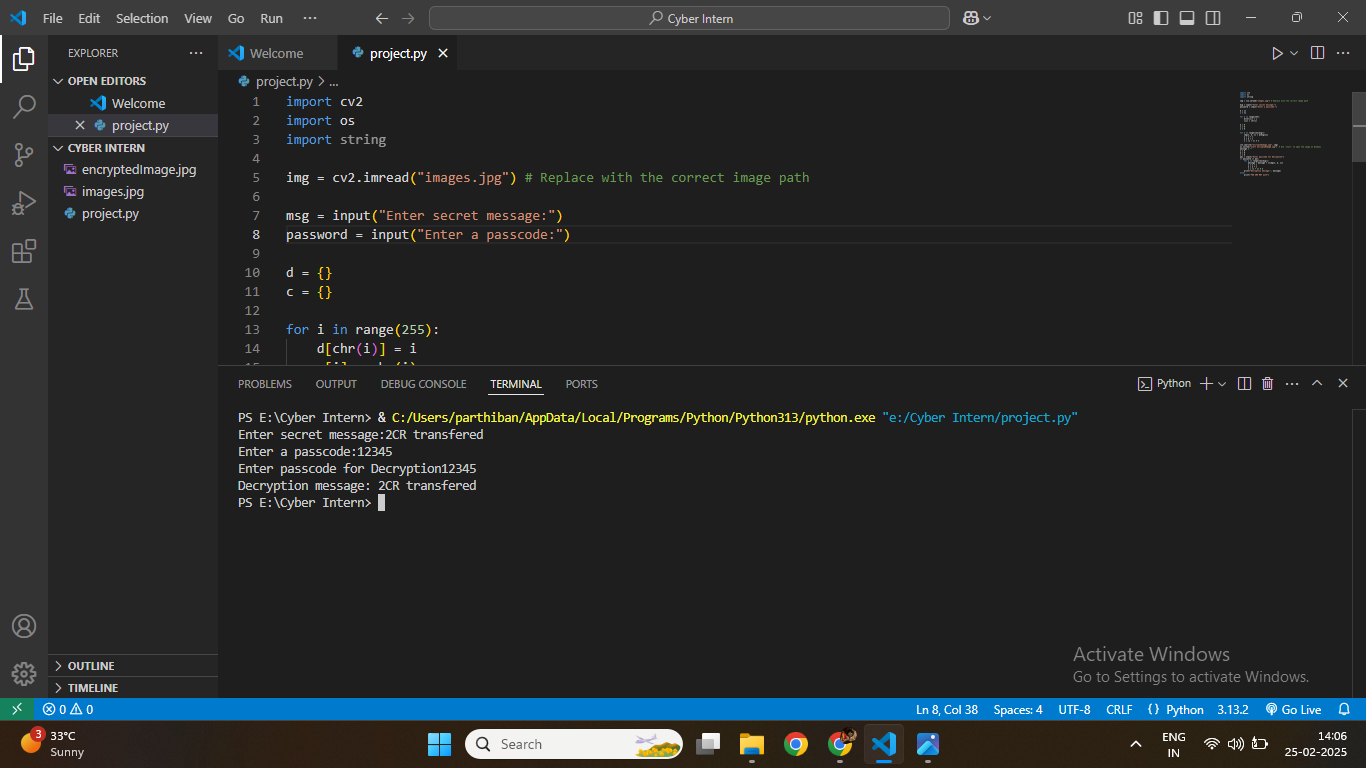 File Edit Selection View Go Run ··· Cyber Intern
EXPLORER ···
OPEN EDITORS
Welcome
project.py
CYBER INTERN
encryptedImage.jpg
images.jpg
project.py
OUTLINE
TIMELINE
Welcome project.py
project.py > ...
1 import cv2
2 import os
3 import string
4
5 img = cv2.imread("images.jpg") # Replace with the correct image path
6
7 msg = input("Enter secret message:")
8 password = input("Enter a passcode:")
9
10 d = {}
11 c = {}
12
13 for i in range(255):
14 d[chr(i)] = i
PROBLEMS OUTPUT DEBUG CONSOLE TERMINAL PORTS Python
PS E:\Cyber Intern> & C:/Users/parthiban/AppData/Local/Programs/Python/Python313/python.exe "e:/Cyber Intern/project.py"
Enter secret message:2CR transfered
Enter a passcode:12345
Enter passcode for Decryption12345
Decryption message: 2CR transfered
PS E:\Cyber Intern>
Activate Windows
Go to Settings to activate Windows.
0 0 Ln 8, Col 38 Spaces: 4 UTF-8 CRLF {} Python 3.13.2 Go Live
3 33°C
Sunny
Search
ENG
IN
14:06
25-02-2025